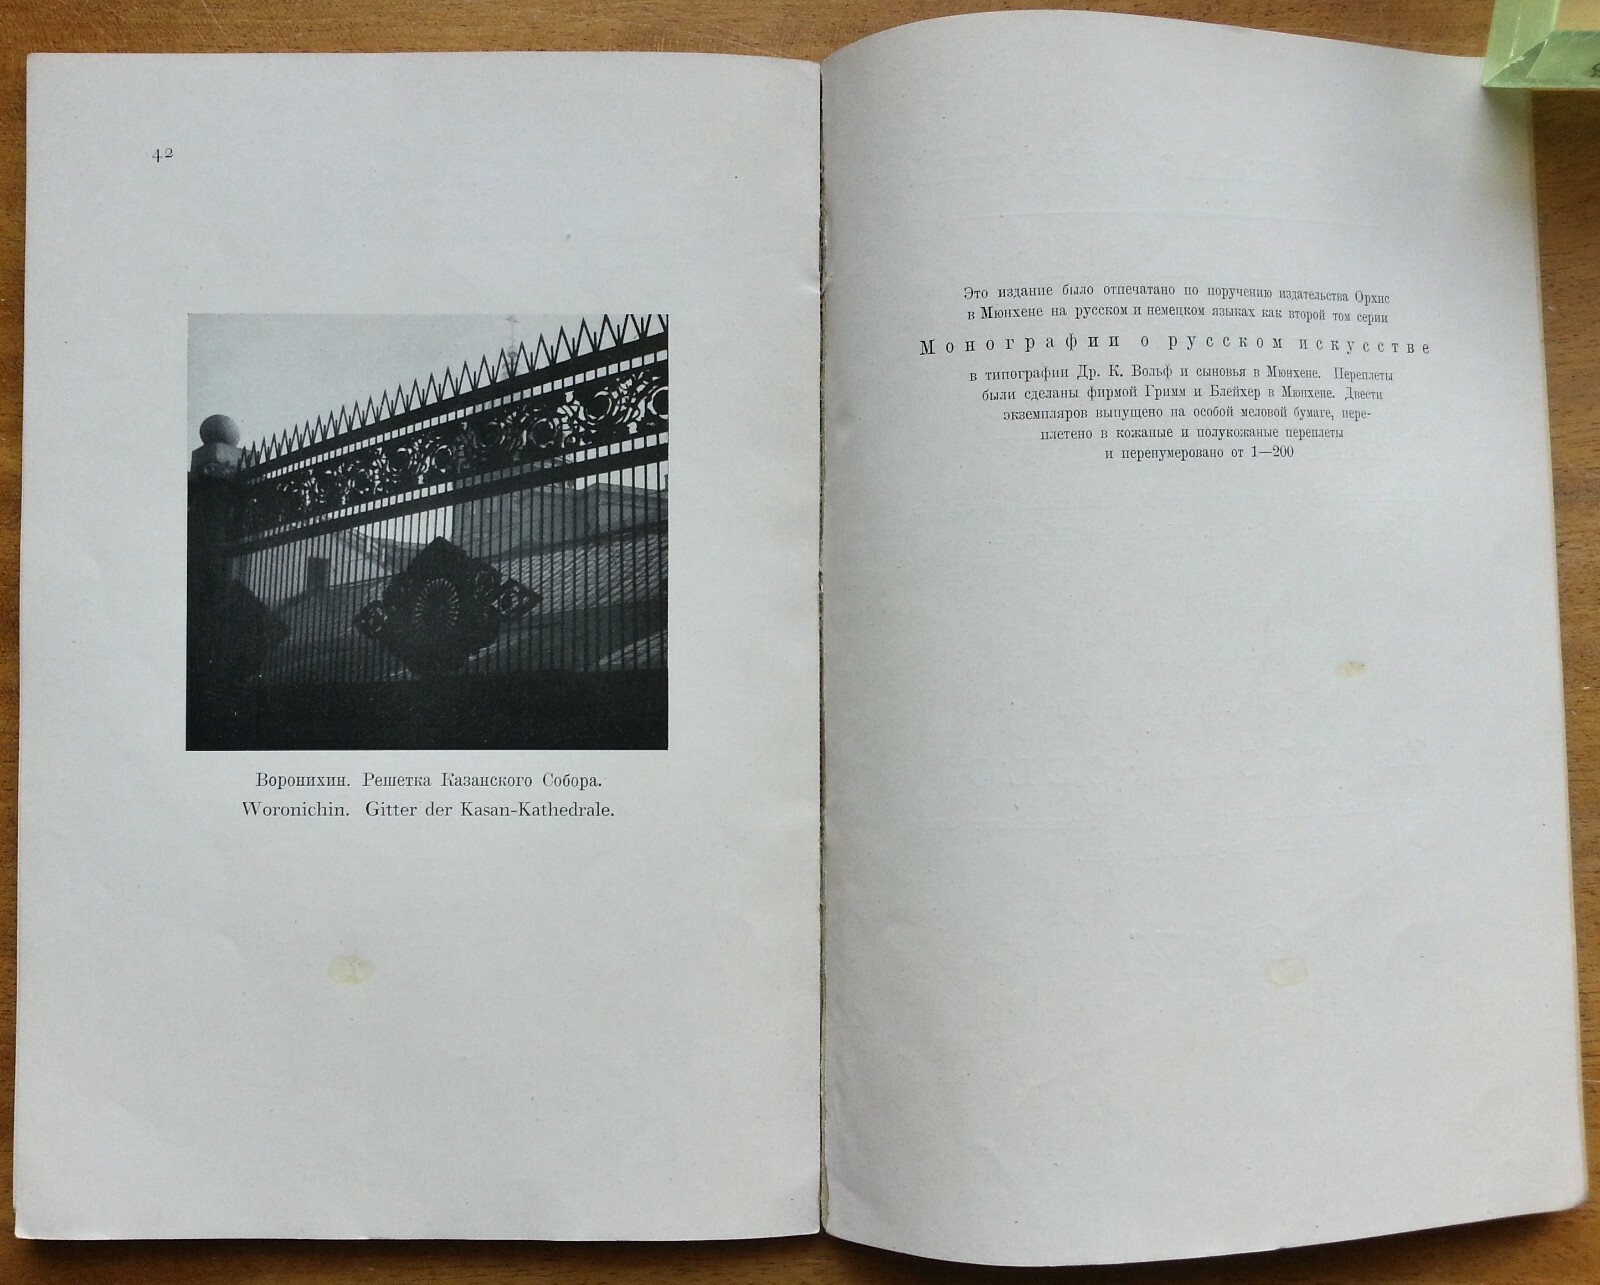 42
Воронихин. Решетка Казанского Собора.
Woronichin. Gitter der Kasan-Kathedrale.
Это издание было отпечатано по поручению издательства Орхис
в Мюнхене на русском и немецком языках как второй том серии
Монографии о русском искусстве
в типографии Др. К. Вольф и сыновья в Мюнхене. Переплеты
были сделаны фирмой Гримм и Блейхер в Мюнхене. Двести
экземпляров выпущено на особой меловой бумаге, пере-
плетено в кожаные и полукожаные переплеты
и перенумеровано от 1—200